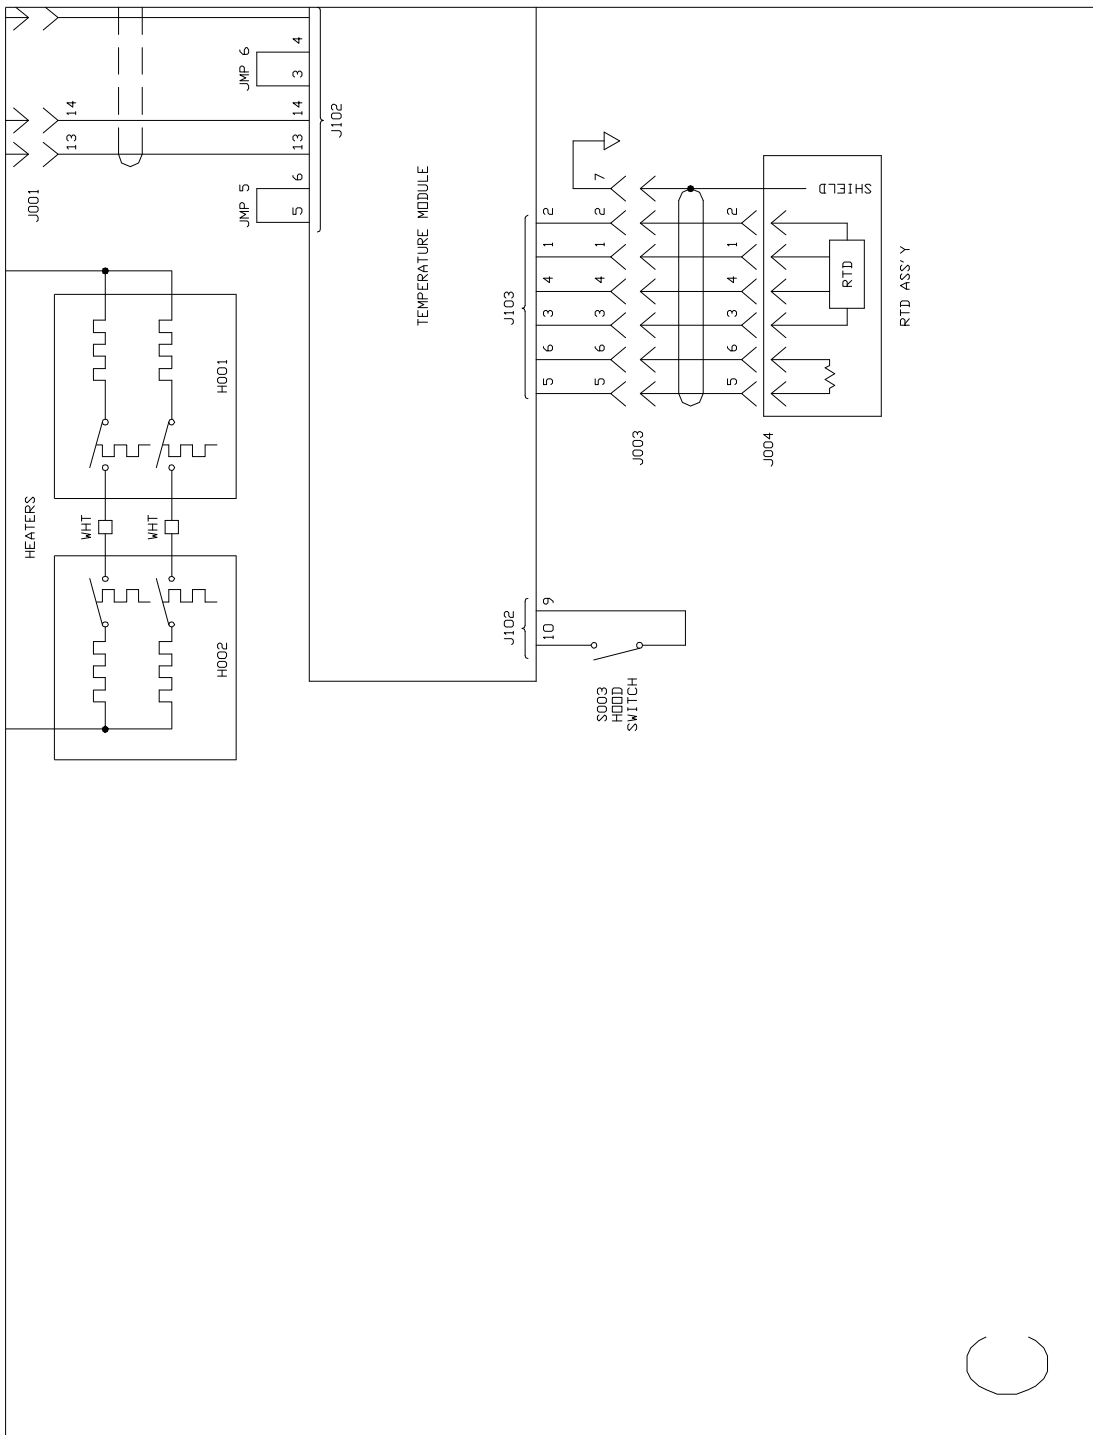 J001
14
13
JMP 6
4
3
14
13
JMP 5
6
5
J102
TEMPERATURE MODULE
HEATERS
H001
WHT
WHT
H002
J103
2
1
4
3
6
5
7
2
1
4
3
6
5
J003
2
1
4
3
6
5
J004
SHIELD
RTD
RTD ASS'Y
J102
9
10
S003
HOOD
SWITCH